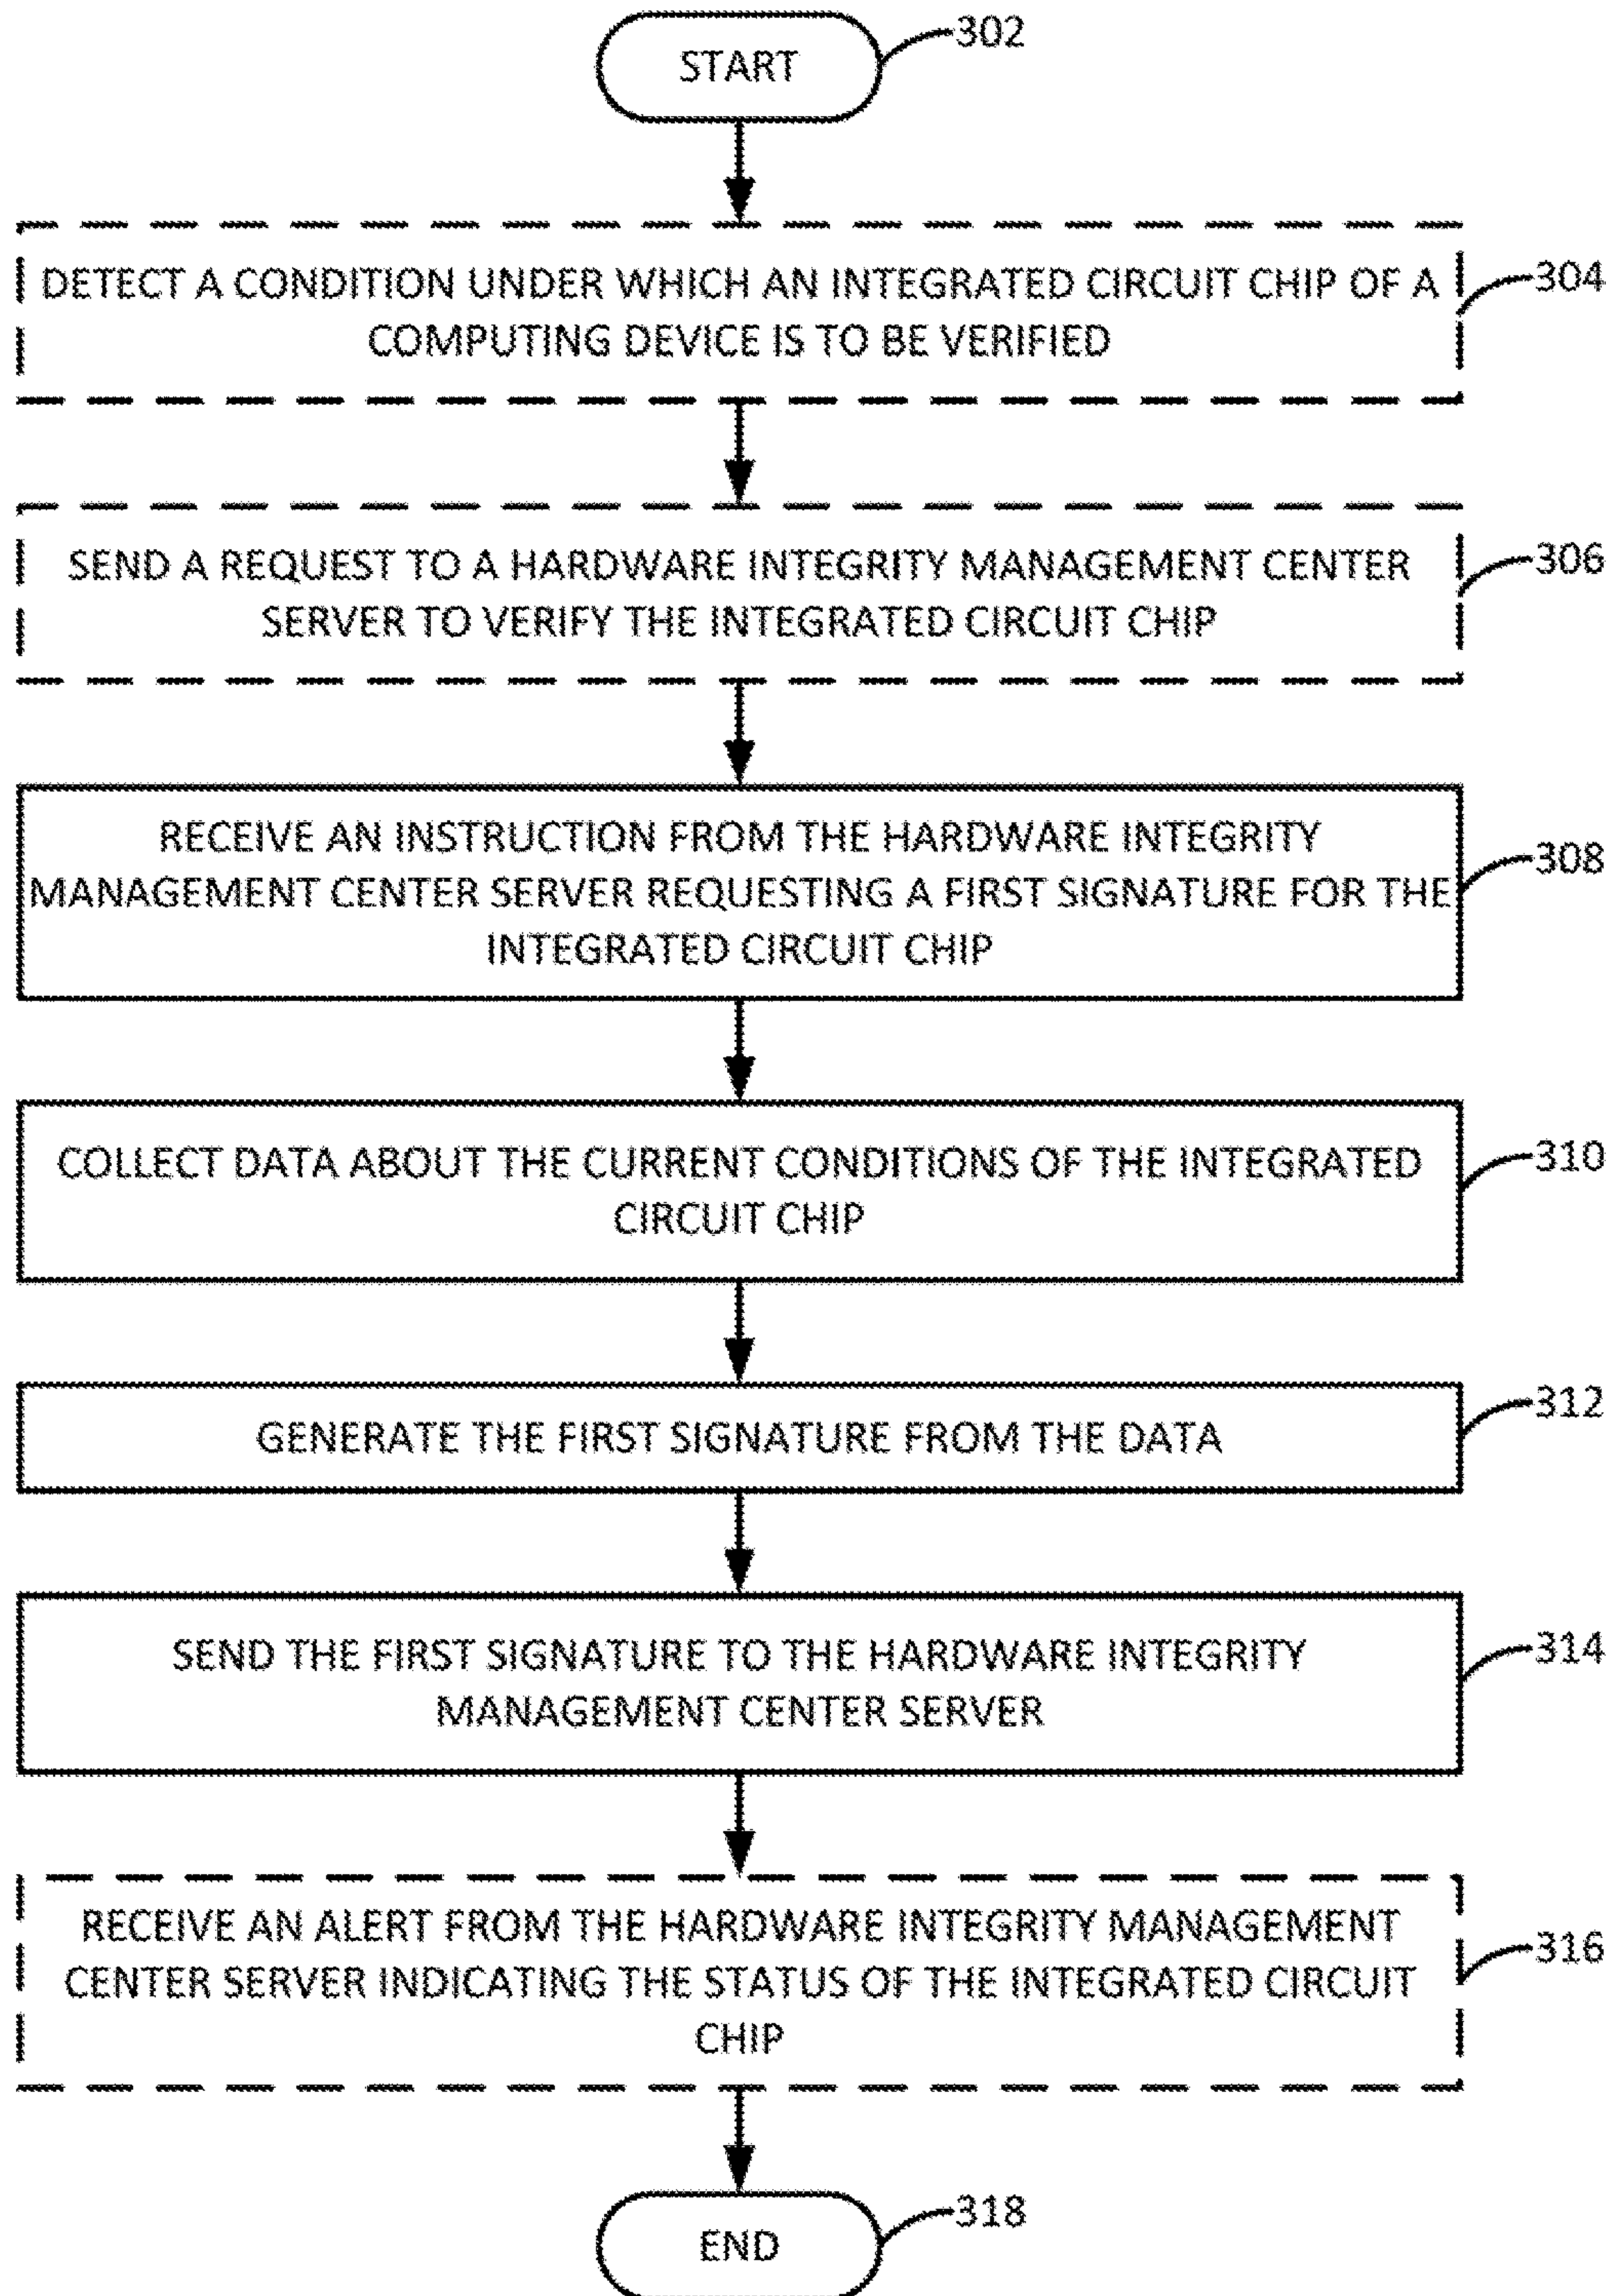 START
302
DETECT A CONDITION UNDER WHICH AN INTEGRATED CIRCUIT CHIP OF A
COMPUTING DEVICE IS TO BE VERIFIED
304
SEND A REQUEST TO A HARDWARE INTEGRITY MANAGEMENT CENTER
SERVER TO VERIFY THE INTEGRATED CIRCUIT CHIP
306
RECEIVE AN INSTRUCTION FROM THE HARDWARE INTEGRITY
MANAGEMENT CENTER SERVER REQUESTING A FIRST SIGNATURE FOR THE
INTEGRATED CIRCUIT CHIP
308
COLLECT DATA ABOUT THE CURRENT CONDITIONS OF THE INTEGRATED
CIRCUIT CHIP
310
GENERATE THE FIRST SIGNATURE FROM THE DATA
312
SEND THE FIRST SIGNATURE TO THE HARDWARE INTEGRITY
MANAGEMENT CENTER SERVER
314
RECEIVE AN ALERT FROM THE HARDWARE INTEGRITY MANAGEMENT
CENTER SERVER INDICATING THE STATUS OF THE INTEGRATED CIRCUIT
CHIP
316
END
318